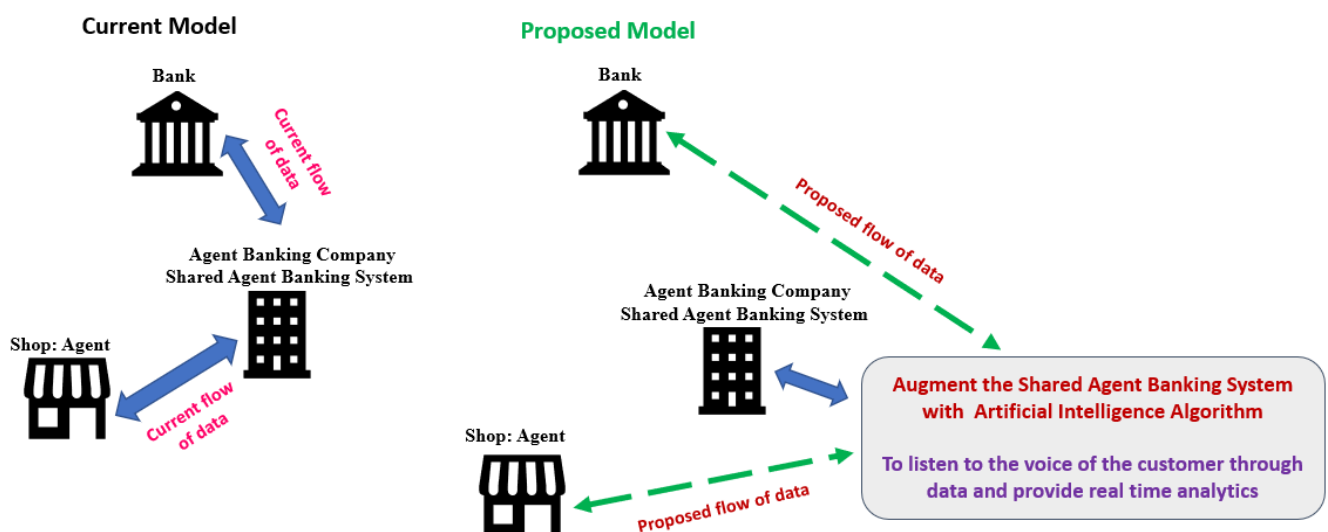 Current Model
Bank
Current flow
of data
Agent Banking Company
Shared Agent Banking System
Shop: Agent
Current flow
of data
Proposed Model
Bank
Proposed flow of data
Agent Banking Company
Shared Agent Banking System
Shop: Agent
Proposed flow of data
Augment the Shared Agent Banking System
with Artificial Intelligence Algorithm
To listen to the voice of the customer through
data and provide real time analytics